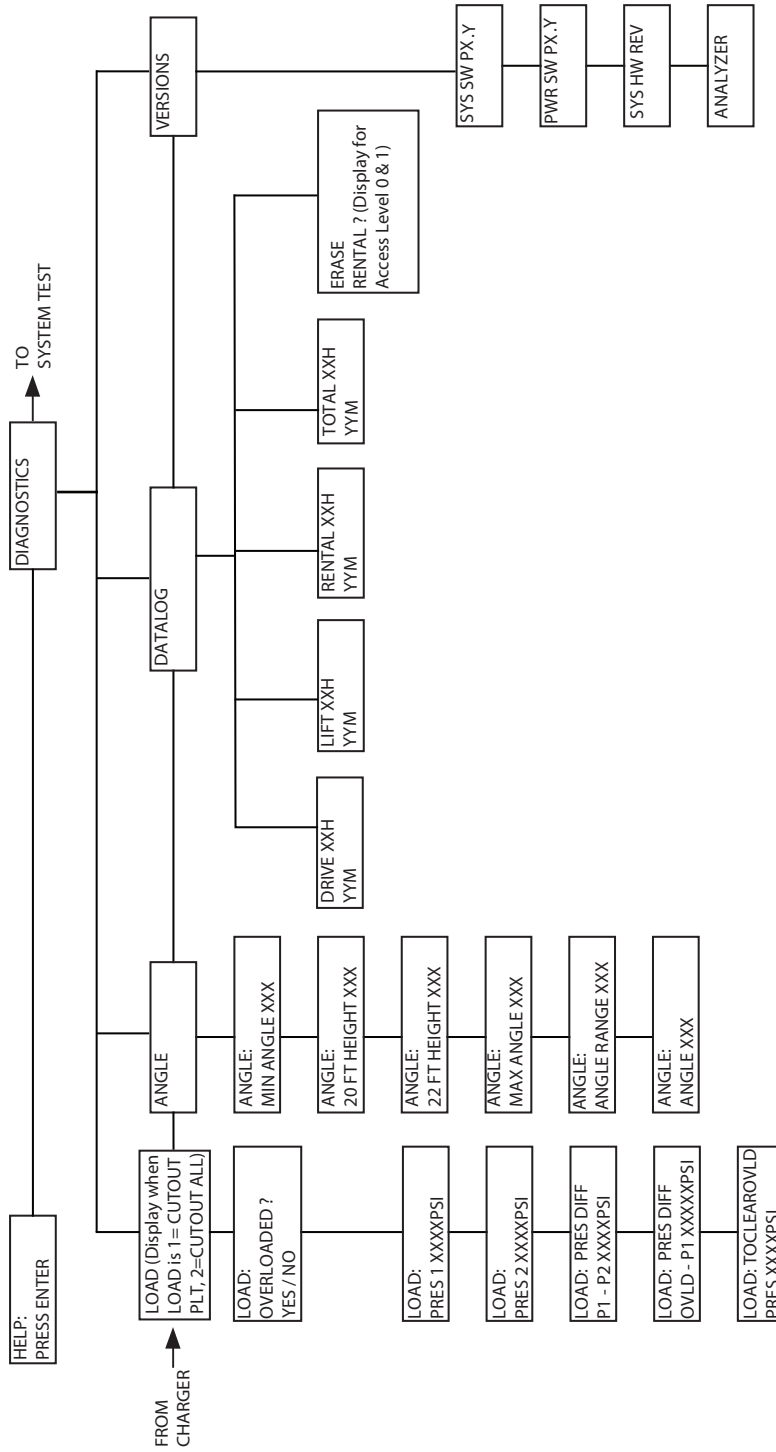 HELP:
PRESS ENTER
DIAGNOSTICS
TO
SYSTEM TEST
FROM
CHARGER
LOAD (Display when
LOAD is 1= CUTOUT
PLT, 2=CUTOUT ALL)
ANGLE
DATALOG
VERSIONS
LOAD:
OVERLOADED ?
YES / NO
LOAD:
PRES 1 XXXXPSI
LOAD:
PRES 2 XXXXPSI
LOAD: PRES DIFF
P1 - P2 XXXXPSI
LOAD: PRES DIFF
OVLD - P1 XXXXXPSI
LOAD: TOCLEAROVLD
PRES XXXXPSI
ANGLE:
MIN ANGLE XXX
ANGLE:
20 FT HEIGHT XXX
ANGLE:
22 FT HEIGHT XXX
ANGLE:
MAX ANGLE XXX
ANGLE:
ANGLE RANGE XXX
ANGLE:
ANGLE XXX
DRIVE XXH
YYM
LIFT XXH
YYM
RENTAL XXH
YYM
TOTAL XXH
YYM
ERASE
RENTAL ? (Display for
Access Level 0 & 1)
SYS SW PX.Y
PWR SW PX.Y
SYS HW REV
ANALYZER